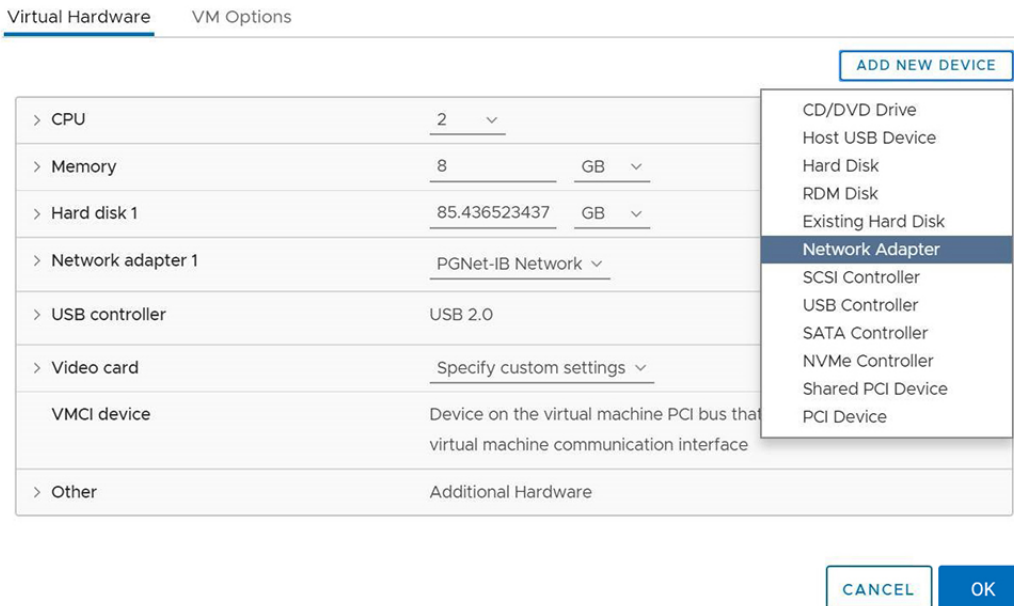 Virtual Hardware VM Options
ADD NEW DEVICE
CPU 2
Memory 8 GB
Hard disk 1 85.436523437 GB
Network adapter 1 PGNet-IB Network
USB controller USB 2.0
Video card Specify custom settings
VMCI device Device on the virtual machine PCI bus that
virtual machine communication interface
Other Additional Hardware
CD/DVD Drive
Host USB Device
Hard Disk
RDM Disk
Existing Hard Disk
Network Adapter
SCSI Controller
USB Controller
SATA Controller
NVMe Controller
Shared PCI Device
PCI Device
CANCEL OK